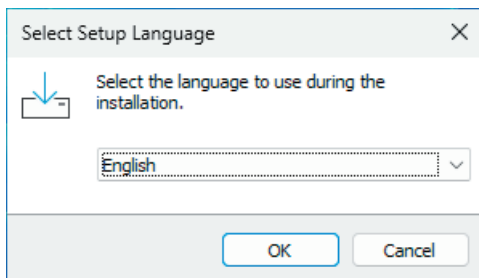 Select Setup Language
Select the language to use during the
installation.
English
OK
Cancel